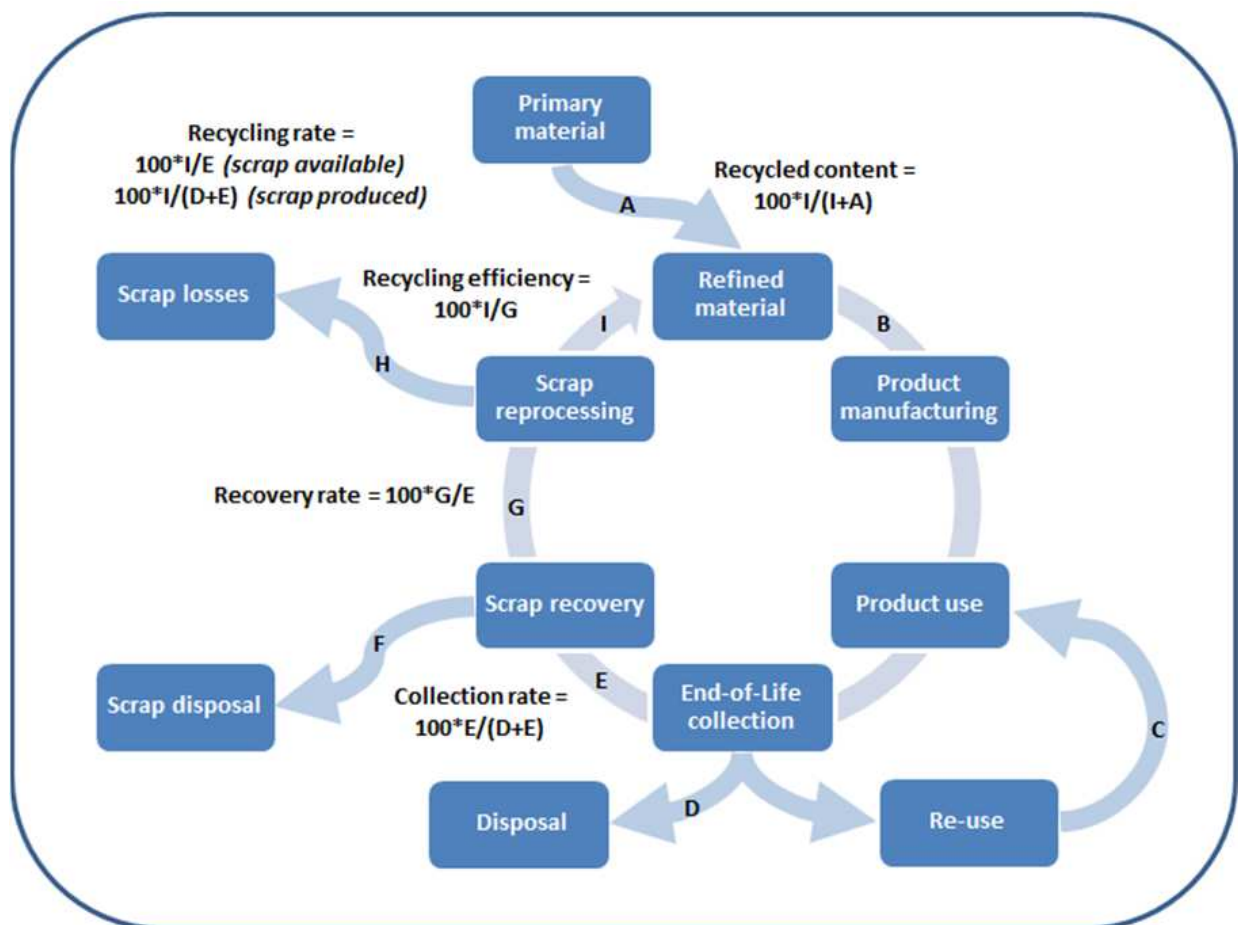 Primary
material
Recycling rate =
100*I/E (scrap available)
100*I/(D+E) (scrap produced)
A
Recycled content =
100*I/(I+A)
Scrap losses
Recycling efficiency =
100*I/G
Refined
material
I
B
H
Scrap
reprocessing
Product
manufacturing
Recovery rate = 100*G/E
G
Scrap recovery
Product use
F
E
Scrap disposal
Collection rate =
100*E/(D+E)
End-of-Life
collection
C
D
Disposal
Re-use